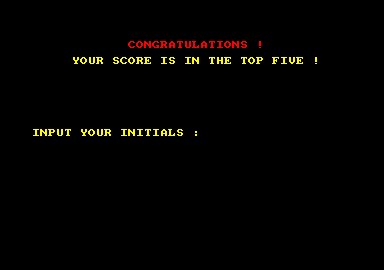 CONGRATULATIONS !
YOUR SCORE IS IN THE TOP FIVE !
INPUT YOUR INITIALS :